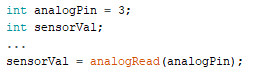 int analogPin = 3;
int sensorVal;
...
sensorVal = analogRead(analogPin);